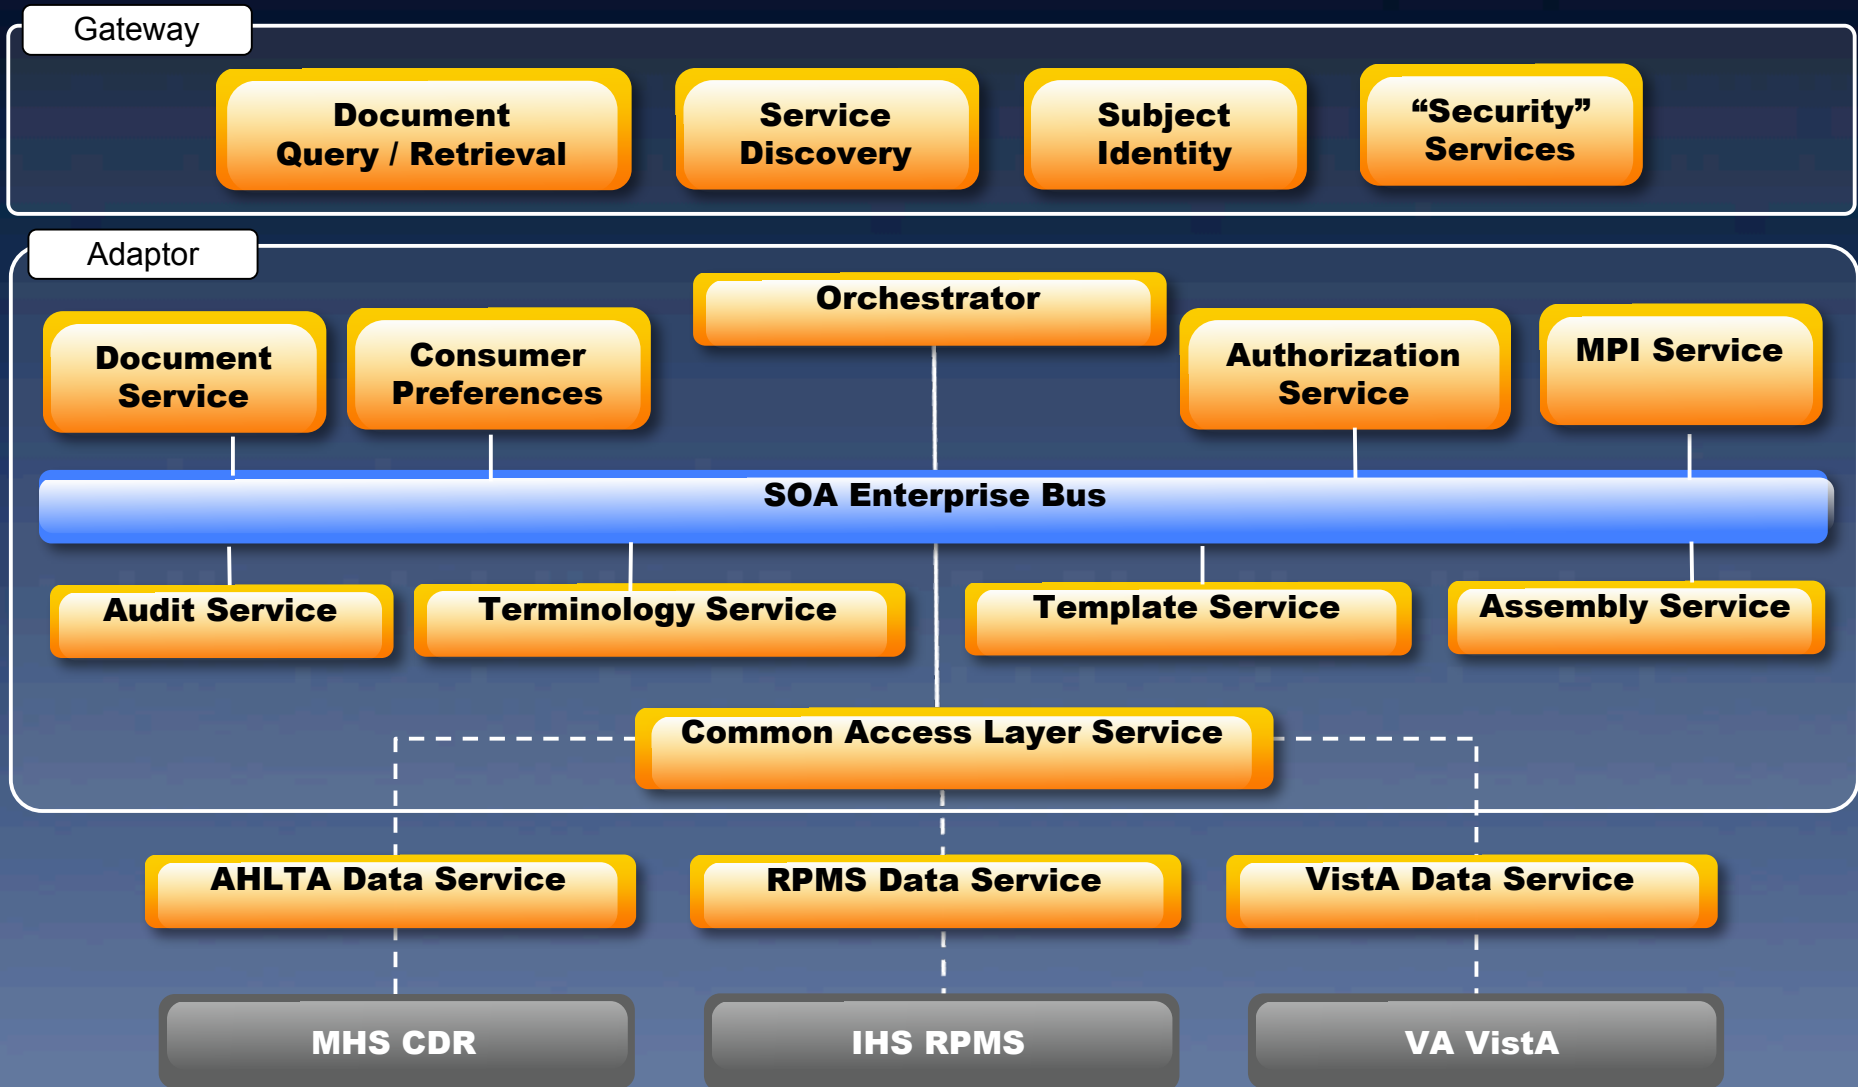 Gateway
Document
Query / Retrieval
Service
Discovery
Subject
Identity
“Security”
Services
Adaptor
Orchestrator
Document
Service
Consumer
Preferences
Authorization
Service
MPI Service
SOA Enterprise Bus
Audit Service
Terminology Service
Template Service
Assembly Service
Common Access Layer Service
AHLTA Data Service
RPMS Data Service
VistA Data Service
MHS CDR
IHS RPMS
VA VistA